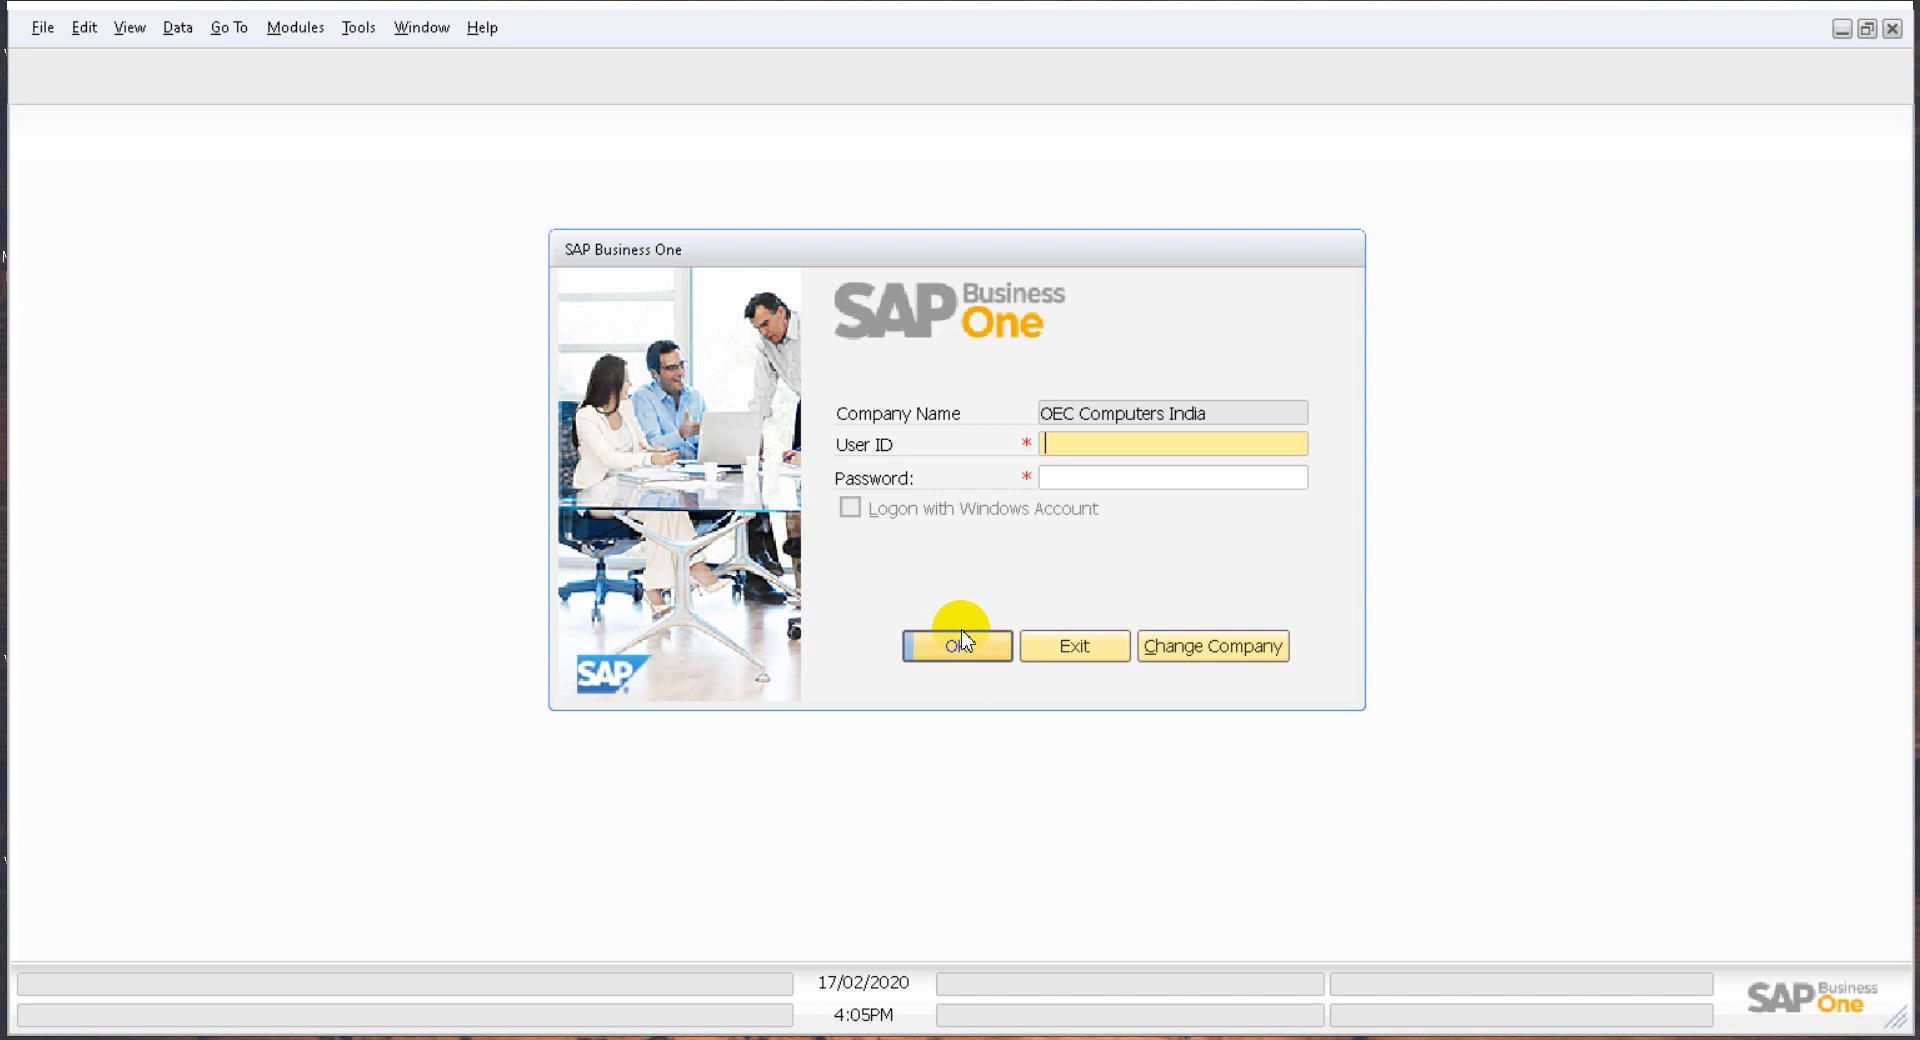 File Edit View Data Go To Modules Tools Window Help
SAP Business One
SAP Business One
Company Name OEC Computers India
User ID *
Password: *
Logon with Windows Account
Exit Change Company
SAP
17/02/2020
4:05PM
SAP Business One